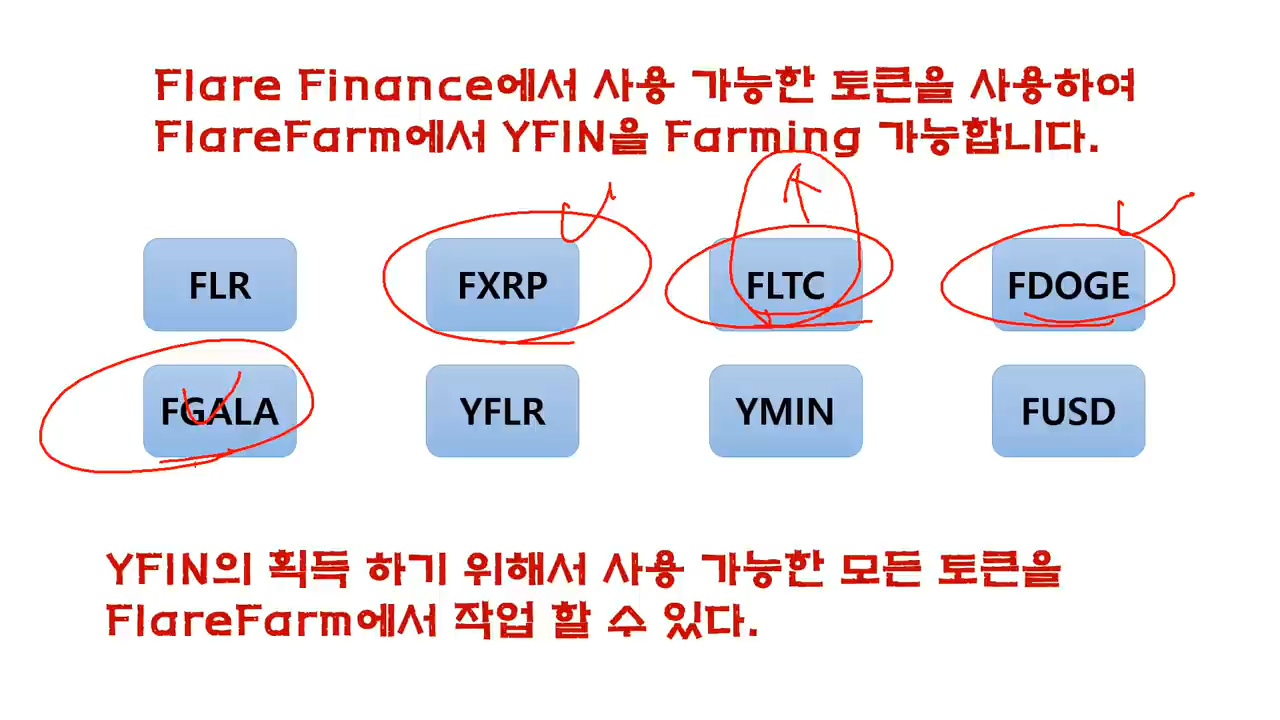 Flare Finance에서 사용 가능한 토큰을 사용하여
FlareFarm에서 YFIN을 Farming 가능합니다.
FLR FXRP FLTC FDOGE
FGALA YFLR YMIN FUSD
YFIN의 획득 하기 위해서 사용 가능한 모든 토큰을
FlareFarm에서 작업 할 수 있다.